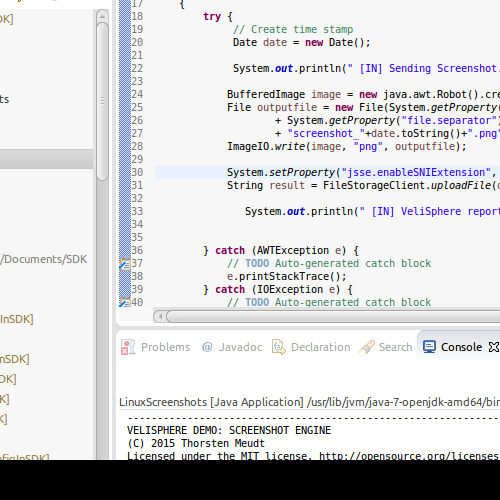 DK]
ts
/Documents/SDK
InSDK]
nSDK]
DK]
K]
K]
nfigInSDK]
17 {
18 try {
19 // Create time stamp
20 Date date = new Date();
21
22 System.out.println(" [IN] Sending Screenshot.
23
24 BufferedImage image = new java.awt.Robot().cre
25 File outputfile = new File(System.getProperty(
26 + System.getProperty("file.separator")
27 + "screenshot_"+date.toString()+".png"
28 ImageIO.write(image, "png", outputfile);
29
30 System.setProperty("jsse.enableSNIExtension",
31 String result = FileStorageClient.uploadFile(
32
33 System.out.println(" [IN] VeliSphere report
34
35
36 } catch (AWTException e) {
37 // TODO Auto-generated catch block
38 e.printStackTrace();
39 } catch (IOException e) {
40 // TODO Auto-generated catch block
Problems @ Javadoc Declaration Search Console
LinuxScreenshots [Java Application] /usr/lib/jvm/java-7-openjdk-amd64/bin
--------------------------------------------------------------
VELISPHERE DEMO: SCREENSHOT ENGINE
(C) 2015 Thorsten Meudt
Licensed under the MIT license, http://opensource.org/licenses